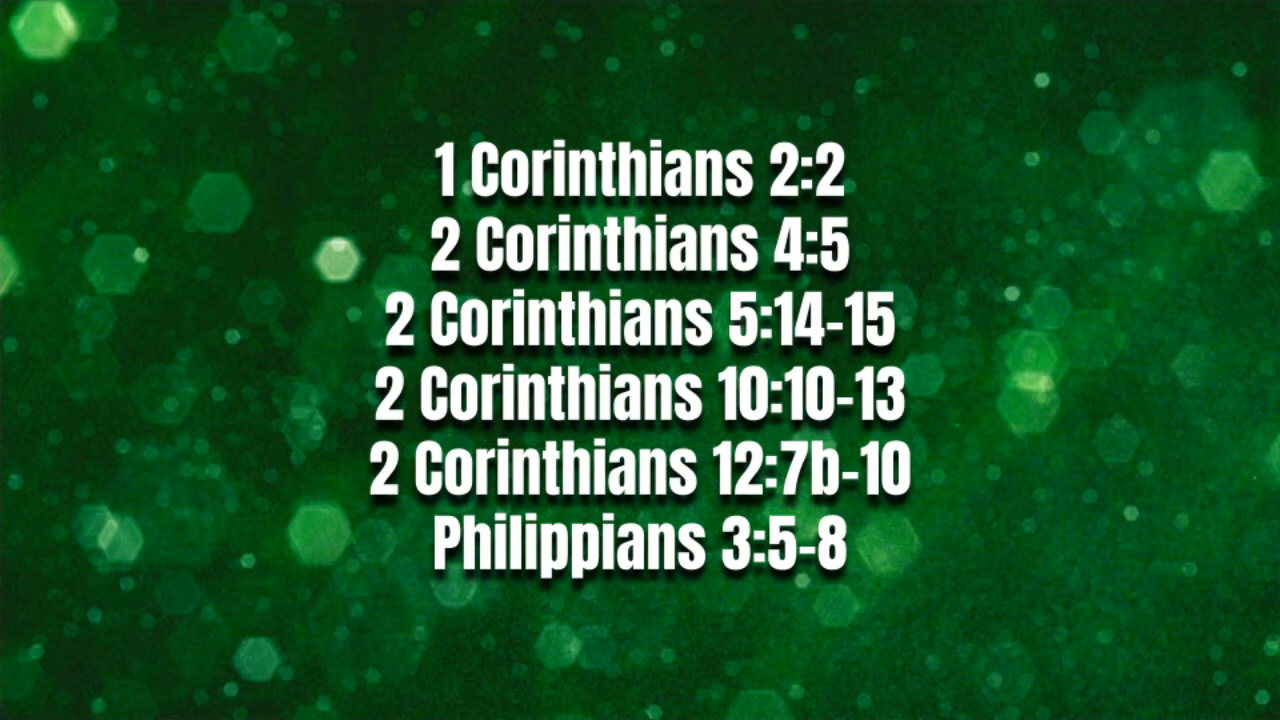 1 Corinthians 2:2
2 Corinthians 4:5
2 Corinthians 5:14-15
2 Corinthians 10:10-13
2 Corinthians 12:7b-10
Philippians 3:5-8